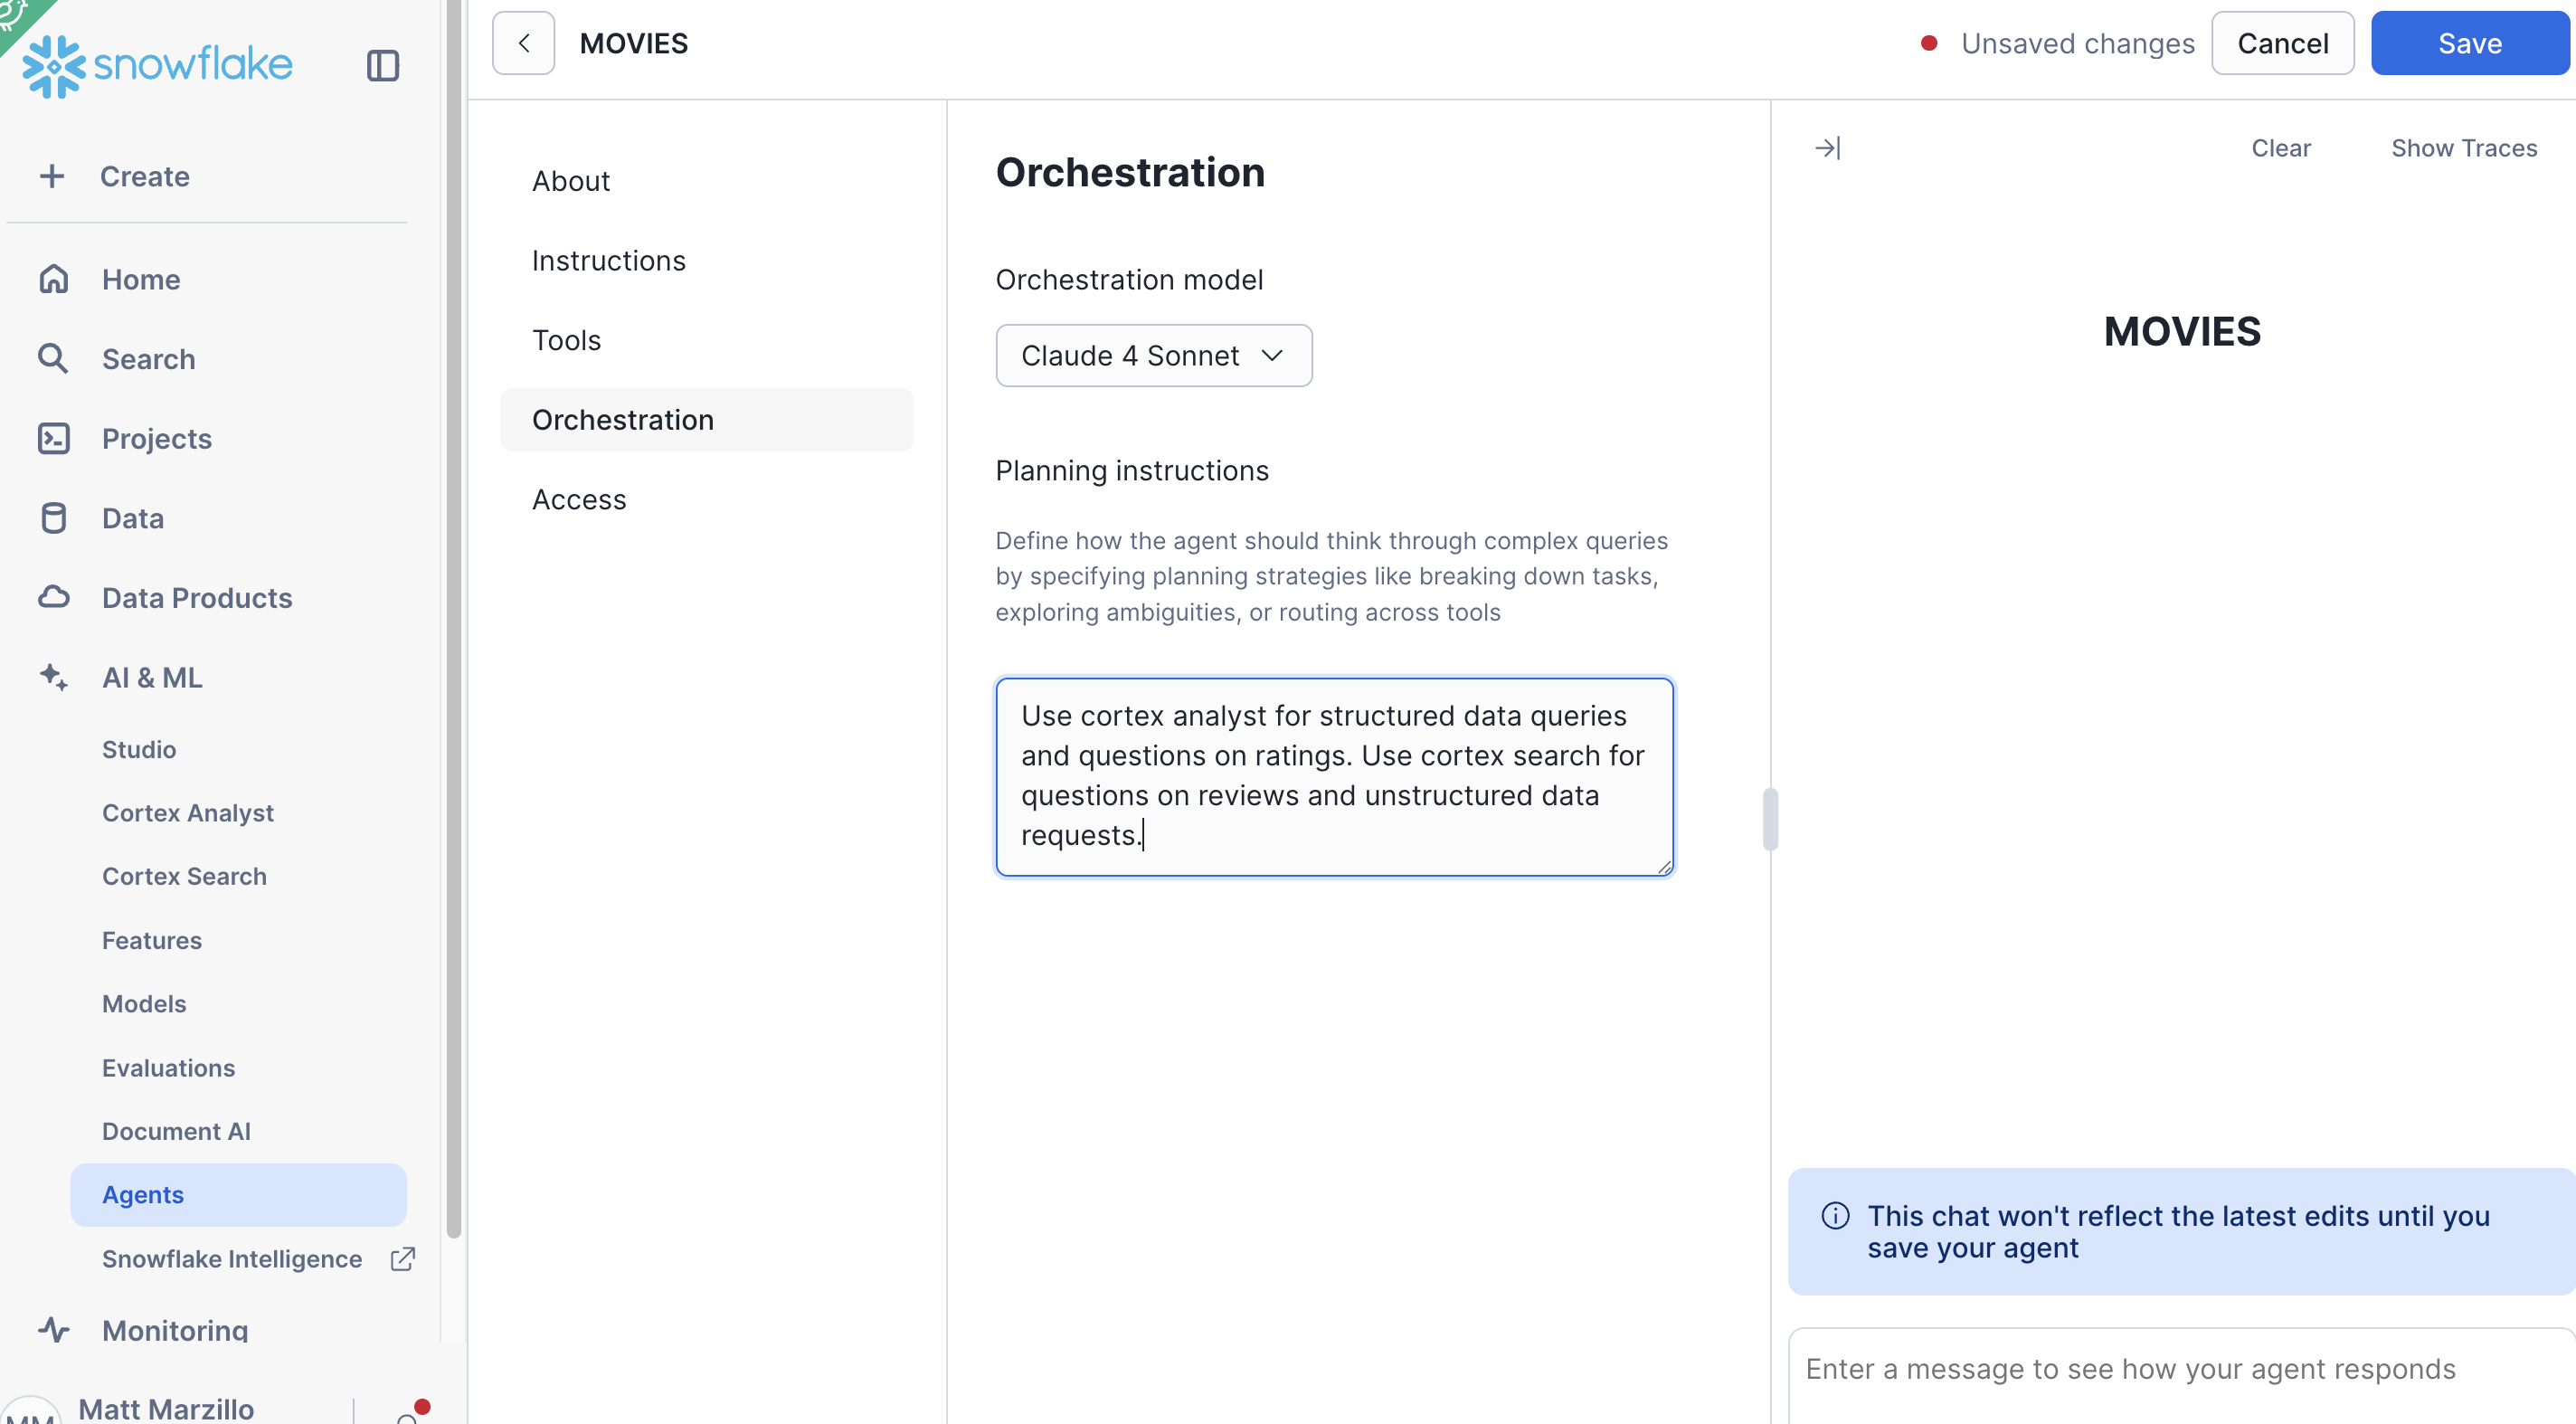 snowflake
Create
Home
Search
Projects
Data
Data Products
AI & ML
Studio
Cortex Analyst
Cortex Search
Features
Models
Evaluations
Document AI
Agents
Snowflake Intelligence
Monitoring
MM
Matt Marzillo
MOVIES
Unsaved changes
Cancel
Save
About
Instructions
Tools
Orchestration
Access
Orchestration
Orchestration model
Claude 4 Sonnet
Planning instructions
Define how the agent should think through complex queries
by specifying planning strategies like breaking down tasks,
exploring ambiguities, or routing across tools
Use cortex analyst for structured data queries
and questions on ratings. Use cortex search for
questions on reviews and unstructured data
requests.
Clear
Show Traces
MOVIES
This chat won't reflect the latest edits until you
save your agent
Enter a message to see how your agent responds